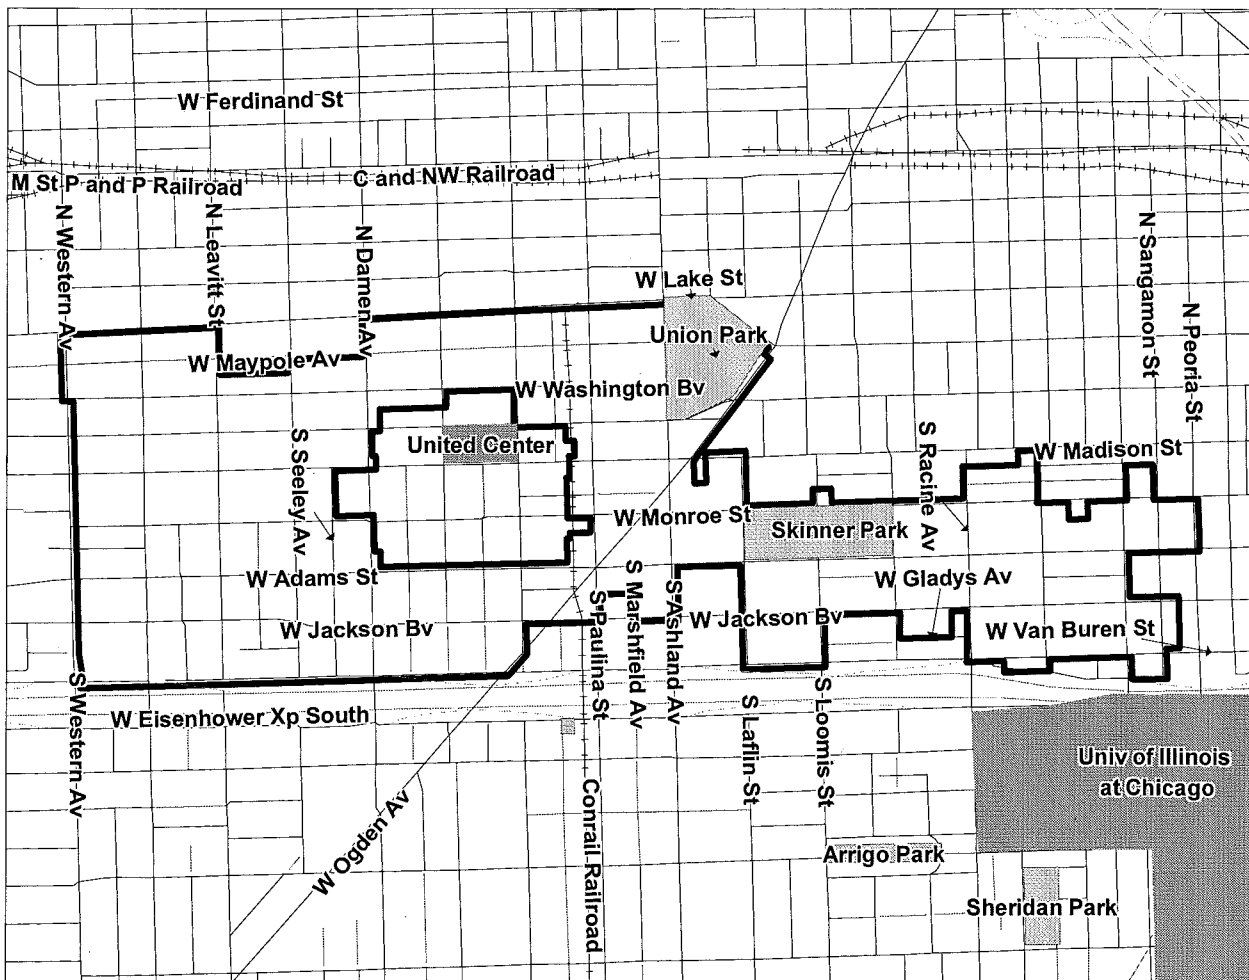 W Ferdinand St
M St P and P Railroad
C and NW Railroad
N Western Av
N Leavitt St
N Damen Av
N Sangamon St
N Peoria St
W Lake St
Union Park
W Maypole Av
W Washington Bv
S Seeley Av
United Center
S Racine Av
W Madison St
W Monroe St
Skinner Park
W Adams St
S Marshfield Av
S Ashland Av
W Gladys Av
S Paulina St
W Jackson Bv
W Jackson Bv
W Van Buren St
S Western Av
W Eisenhower Xp South
S Laflin St
S Loomis St
Univ of Illinois
at Chicago
W Ogden Av
Conrail Railroad
Arrigo Park
Sheridan Park